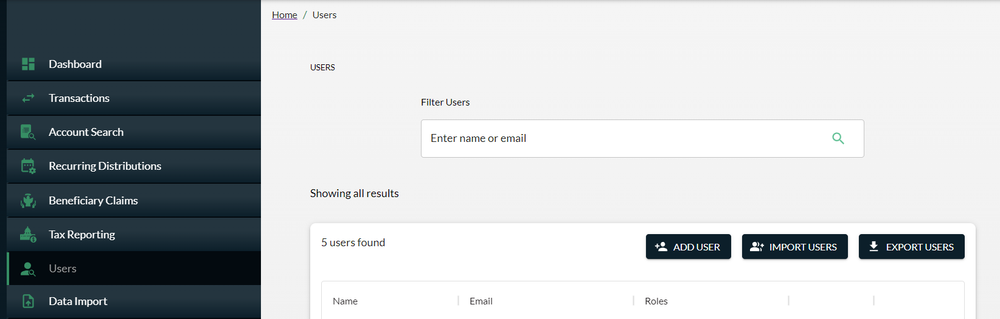 Home / Users
Dashboard
Transactions
Account Search
Recurring Distributions
Beneficiary Claims
Tax Reporting
Users
Data Import
USERS
Filter Users
Enter name or email
Showing all results
5 users found
ADD USER
IMPORT USERS
EXPORT USERS
Name Email Roles